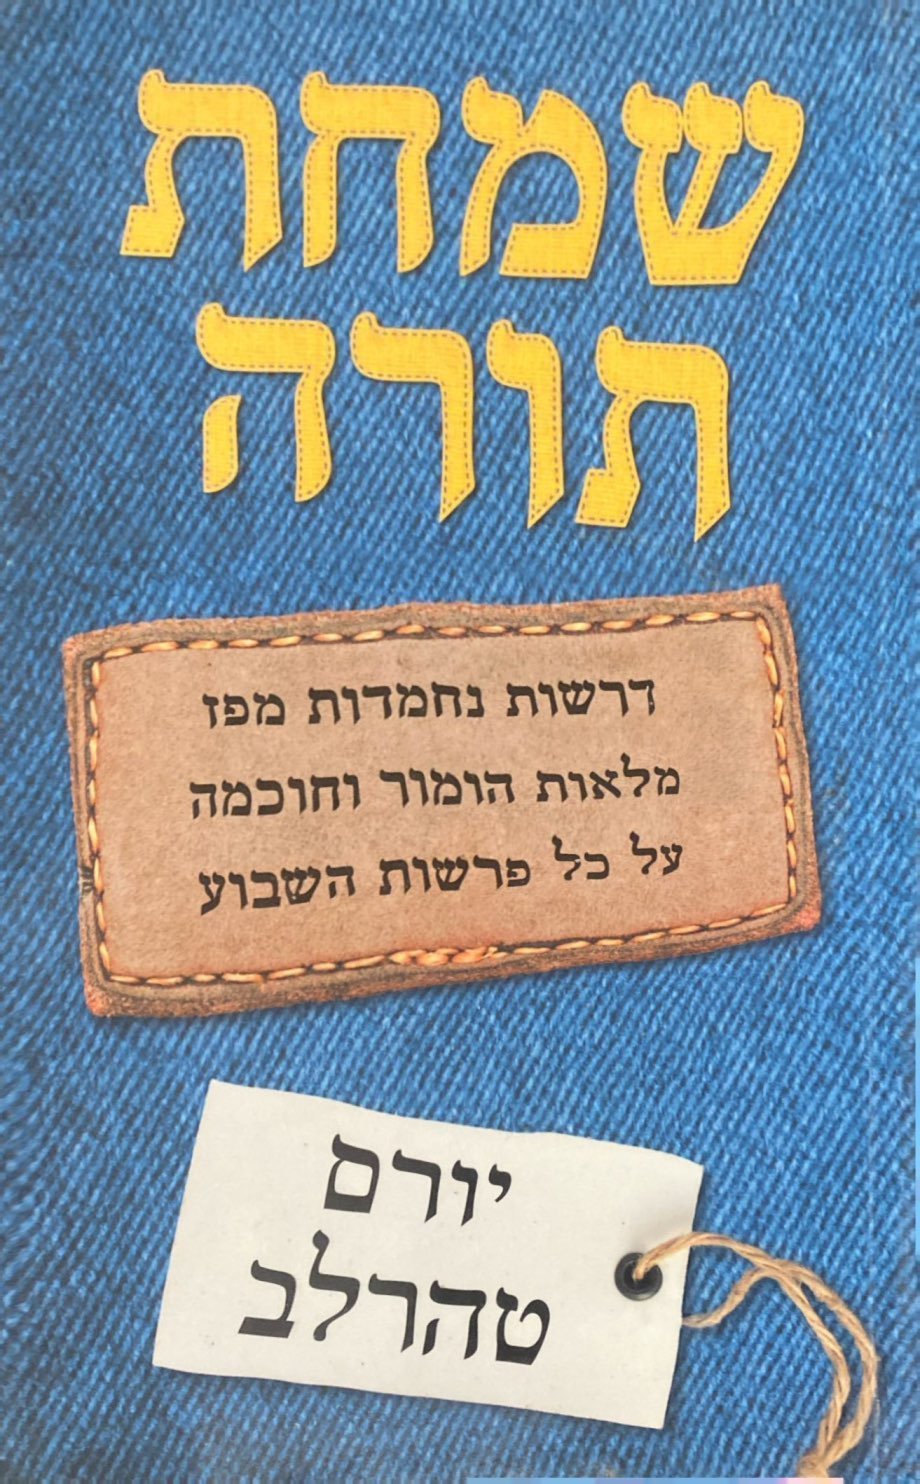 שמחת
תורה
דרשות נחמדות מפז
מלאות הומור וחוכמה
על כל פרשות השבוע
יורם
טהרלב